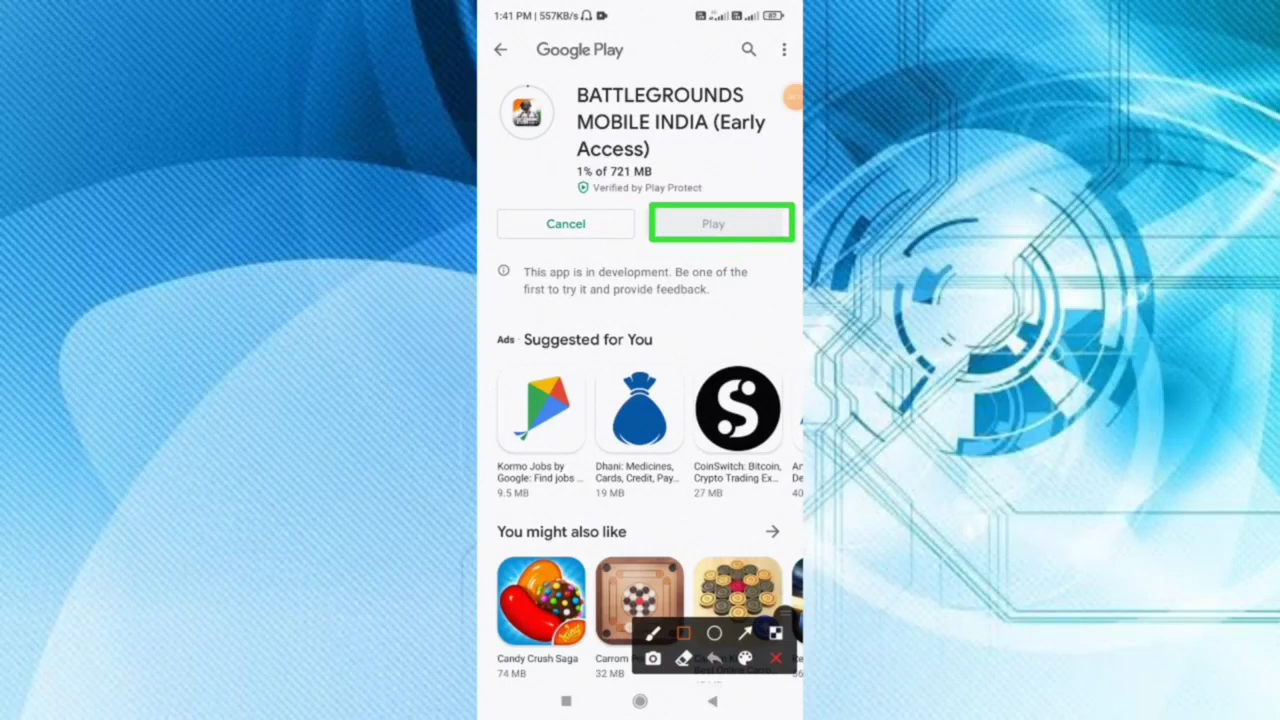 1:41 PM | 557KB/s
Google Play
BATTLEGROUNDS
MOBILE INDIA (Early
Access)
1% of 721 MB
Verified by Play Protect
Cancel
Play
This app is in development. Be one of the
first to try it and provide feedback.
Ads · Suggested for You
Kormo Jobs by
Google: Find jobs ...
9.5 MB
Dhani: Medicines,
Cards, Credit, Pay...
19 MB
CoinSwitch: Bitcoin,
Crypto Trading Ex...
27 MB
You might also like
Candy Crush Saga
74 MB
Carrom
32 MB